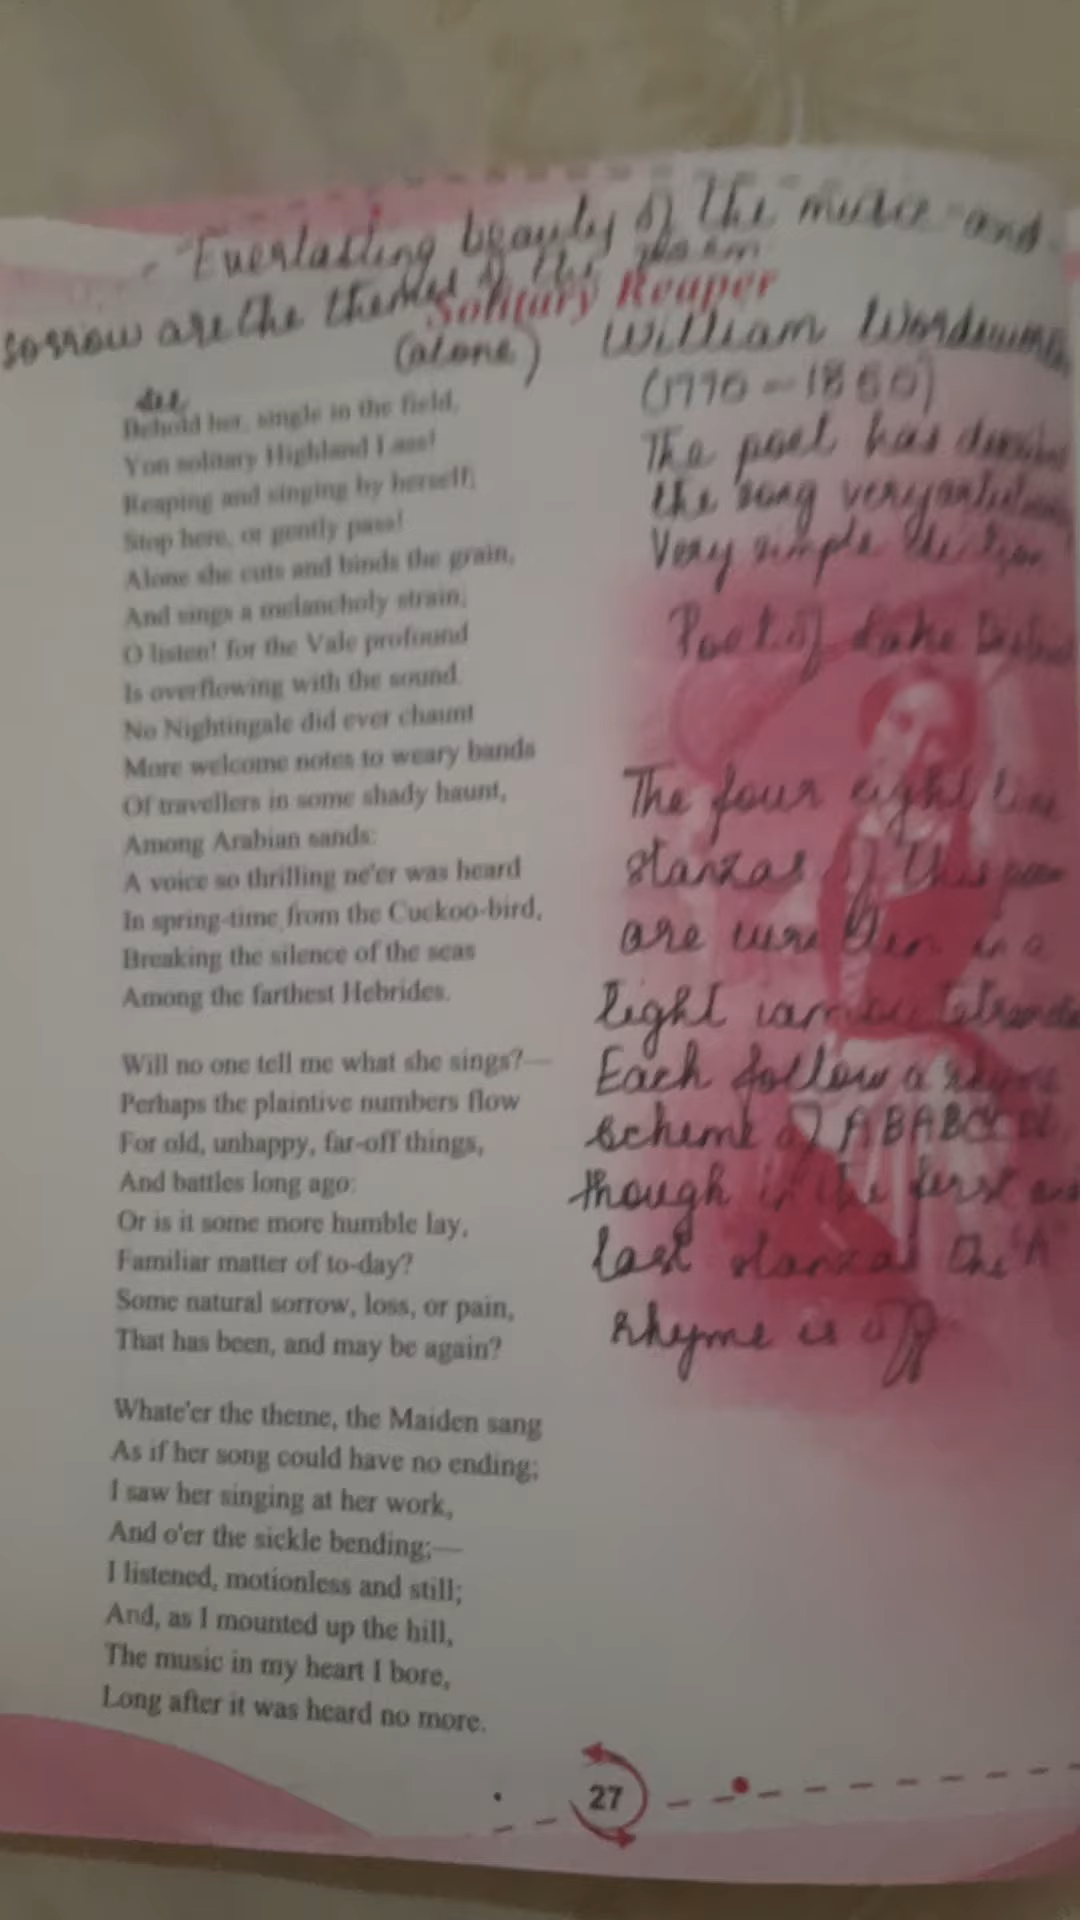 Everlasting beauty of the music and
sorrow are the themes of the poem
Solitary Reaper
(alone)
William
(1770-1850)
see
Behold her, single in the field,
Yon solitary Highland Lass!
Reaping and singing by herself;
Stop here, or gently pass!
Alone she cuts and binds the grain,
And sings a melancholy strain;
O listen! for the Vale profound
Is overflowing with the sound.
No Nightingale did ever chaunt
More welcome notes to weary bands
Of travellers in some shady haunt,
Among Arabian sands:
A voice so thrilling ne'er was heard
In spring-time from the Cuckoo-bird,
Breaking the silence of the seas
Among the farthest Hebrides.
Will no one tell me what she sings?—
Perhaps the plaintive numbers flow
For old, unhappy, far-off things,
And battles long ago:
Or is it some more humble lay,
Familiar matter of to-day?
Some natural sorrow, loss, or pain,
That has been, and may be again?
Whate'er the theme, the Maiden sang
As if her song could have no ending;
I saw her singing at her work,
And o'er the sickle bending;—
I listened, motionless and still;
And, as I mounted up the hill,
The music in my heart I bore,
Long after it was heard no more.
The poet has
the song very
Very simple
Poet of Lake
The four eight line
stanzas of this
are written in a
tight iambic
Each follow a rhyme
scheme of
though in the first and
last stanzas the "A"
rhyme is off
27